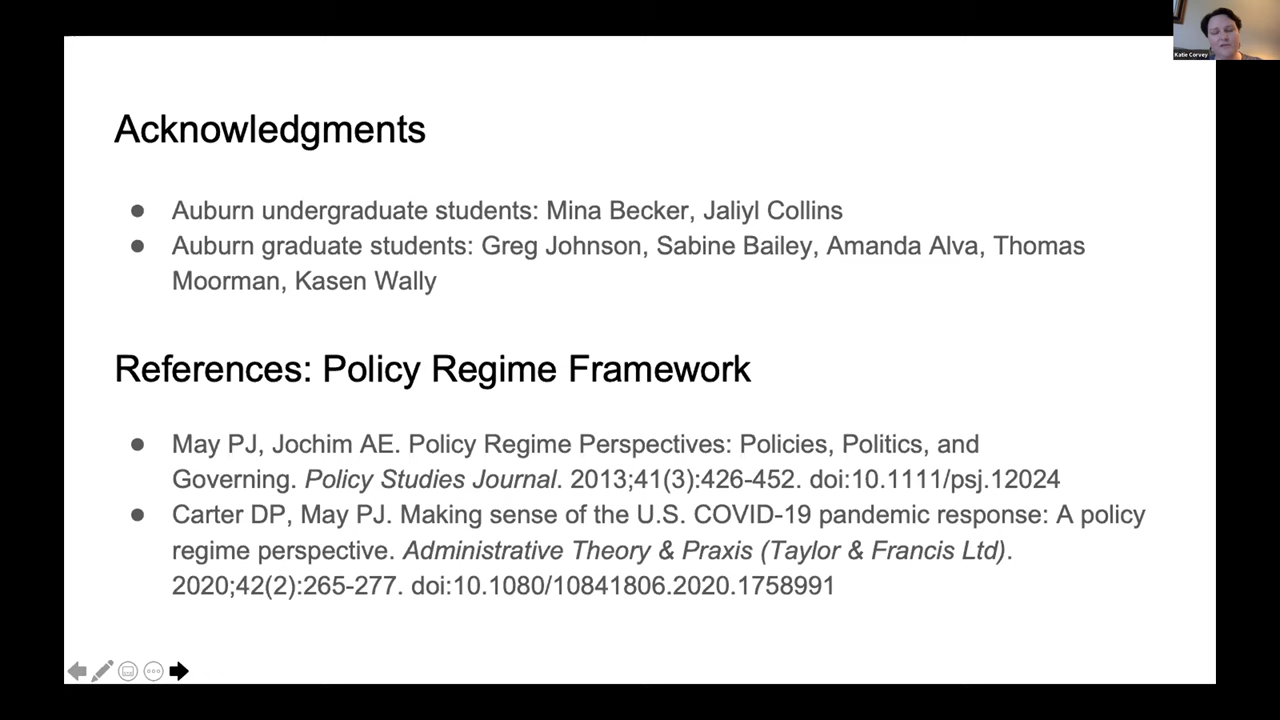 Katie Corvey
Acknowledgments
● Auburn undergraduate students: Mina Becker, Jaliyl Collins
● Auburn graduate students: Greg Johnson, Sabine Bailey, Amanda Alva, Thomas
Moorman, Kasen Wally
References: Policy Regime Framework
● May PJ, Jochim AE. Policy Regime Perspectives: Policies, Politics, and
Governing. Policy Studies Journal. 2013;41(3):426-452. doi:10.1111/psj.12024
● Carter DP, May PJ. Making sense of the U.S. COVID-19 pandemic response: A policy
regime perspective. Administrative Theory & Praxis (Taylor & Francis Ltd).
2020;42(2):265-277. doi:10.1080/10841806.2020.1758991